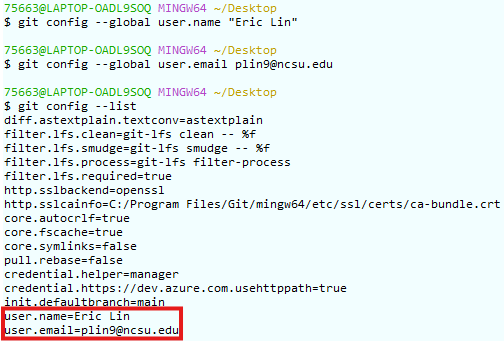 75663@LAPTOP-OADL9SOQ MINGW64 ~/Desktop
$ git config --global user.name "Eric Lin"
75663@LAPTOP-OADL9SOQ MINGW64 ~/Desktop
$ git config --global user.email plin9@ncsu.edu
75663@LAPTOP-OADL9SOQ MINGW64 ~/Desktop
$ git config --list
diff.astextplain.textconv=astextplain
filter.lfs.clean=git-lfs clean -- %f
filter.lfs.smudge=git-lfs smudge -- %f
filter.lfs.process=git-lfs filter-process
filter.lfs.required=true
http.sslbackend=openssl
http.sslcainfo=C:/Program Files/Git/mingw64/etc/ssl/certs/ca-bundle.crt
core.autocrlf=true
core.fscache=true
core.symlinks=false
pull.rebase=false
credential.helper=manager
credential.https://dev.azure.com.usehttppath=true
init.defaultbranch=main
user.name=Eric Lin
user.email=plin9@ncsu.edu